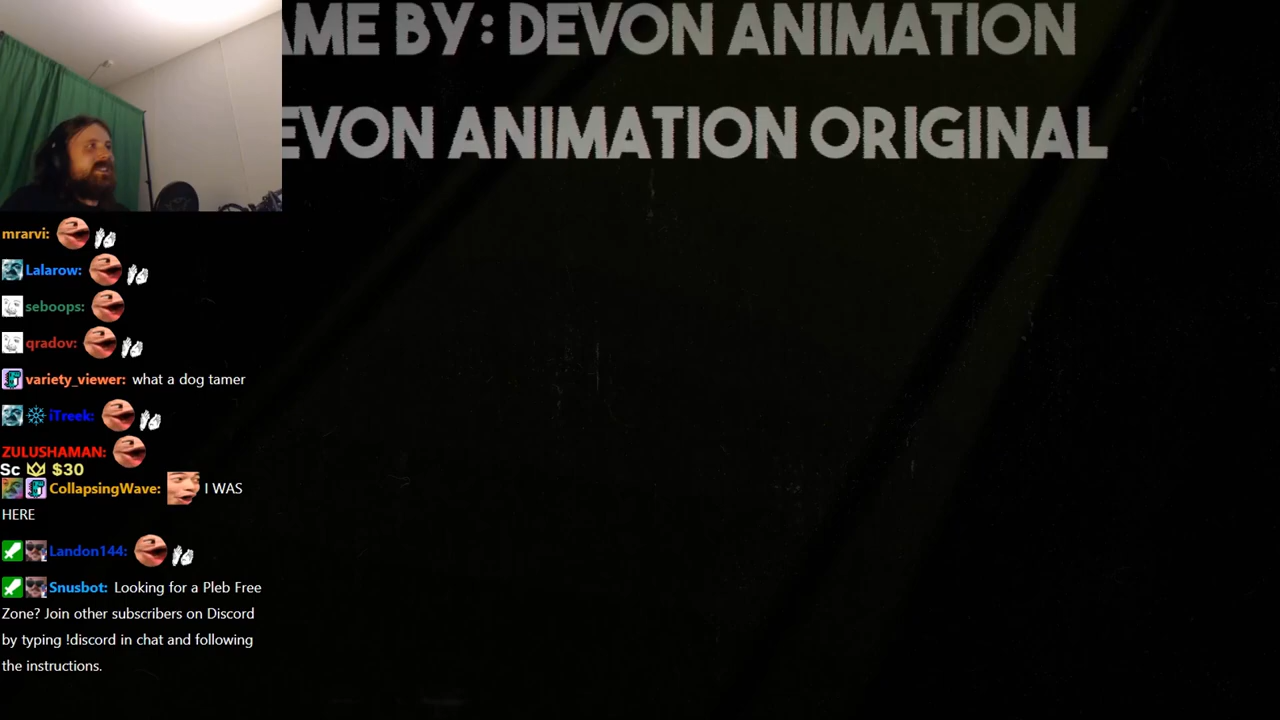 AME BY: DEVON ANIMATION
EVON ANIMATION ORIGINAL
mrarvi:
Lalarow:
seboops:
qradov:
variety_viewer: what a dog tamer
iTreek:
ZULUSHAMAN:
Sc $30
CollapsingWave: I WAS
HERE
Landon144:
Snusbot: Looking for a Pleb Free
Zone? Join other subscribers on Discord
by typing !discord in chat and following
the instructions.